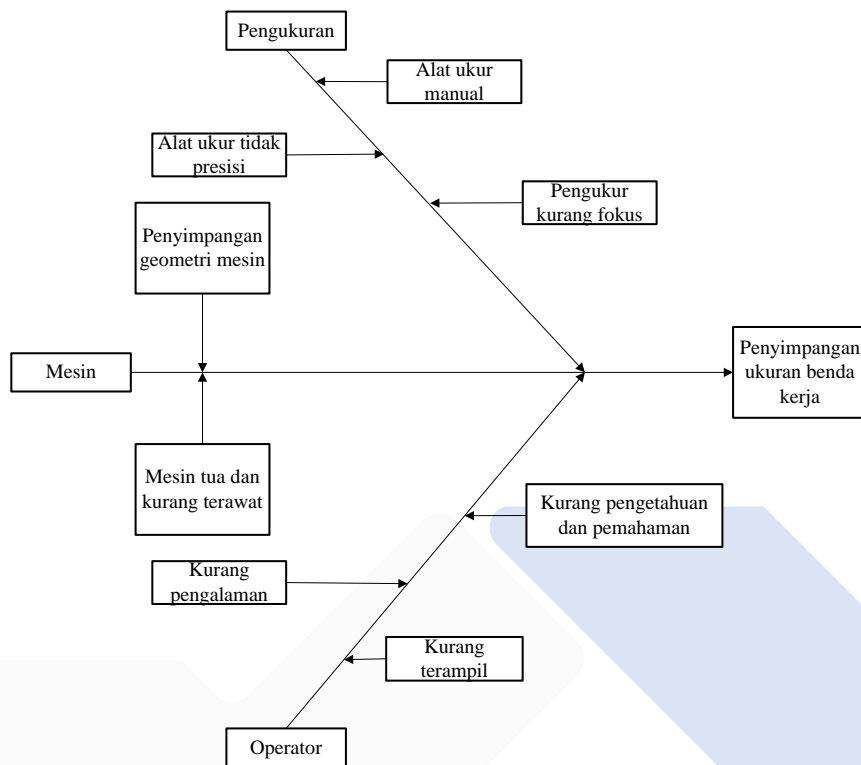 Pengukuran
Alat ukur
manual
Alat ukur tidak
presisi
Pengukur
kurang fokus
Penyimpangan
geometri mesin
Mesin
Penyimpangan
ukuran benda
kerja
Mesin tua dan
kurang terawat
Kurang pengetahuan
dan pemahaman
Kurang
pengalaman
Kurang
terampil
Operator